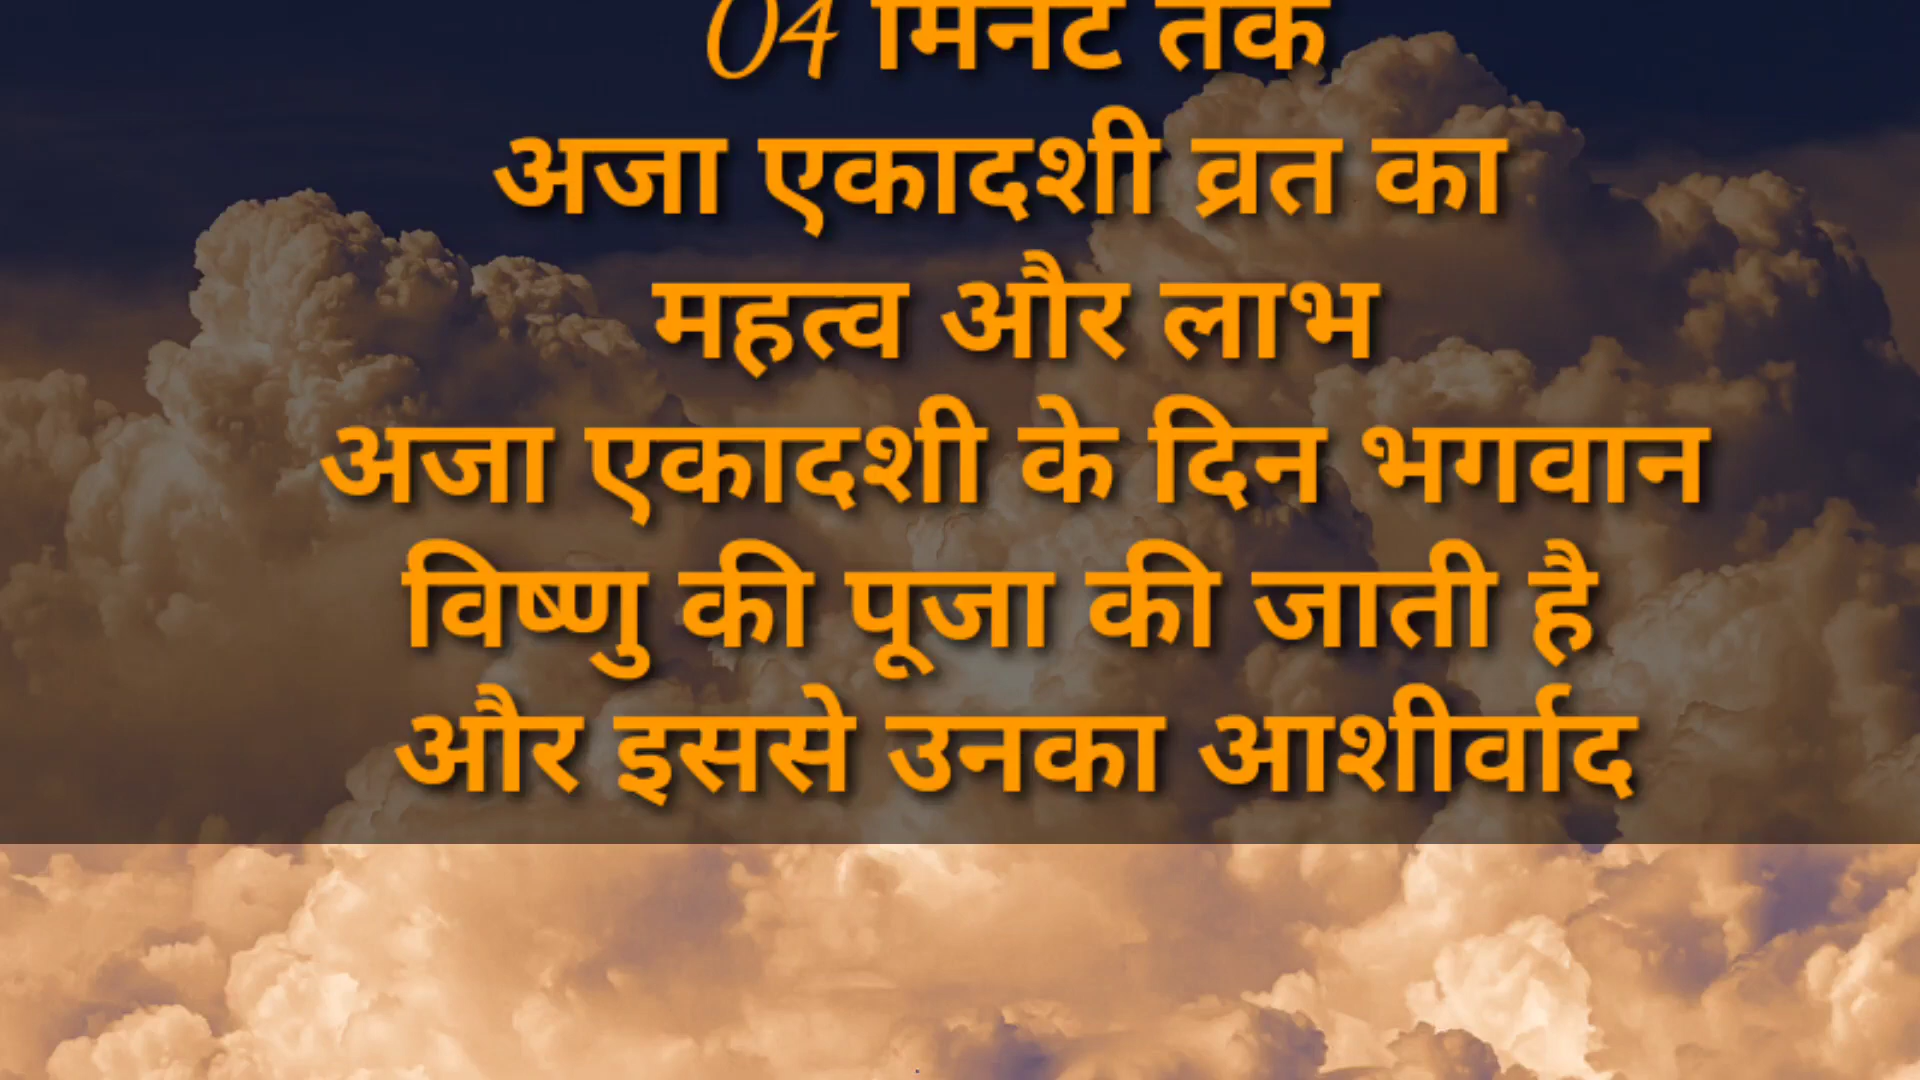 04 मिनट तक
अजा एकादशी व्रत का
महत्व और लाभ
अजा एकादशी के दिन भगवान
विष्णु की पूजा की जाती है
और इससे उनका आशीर्वाद